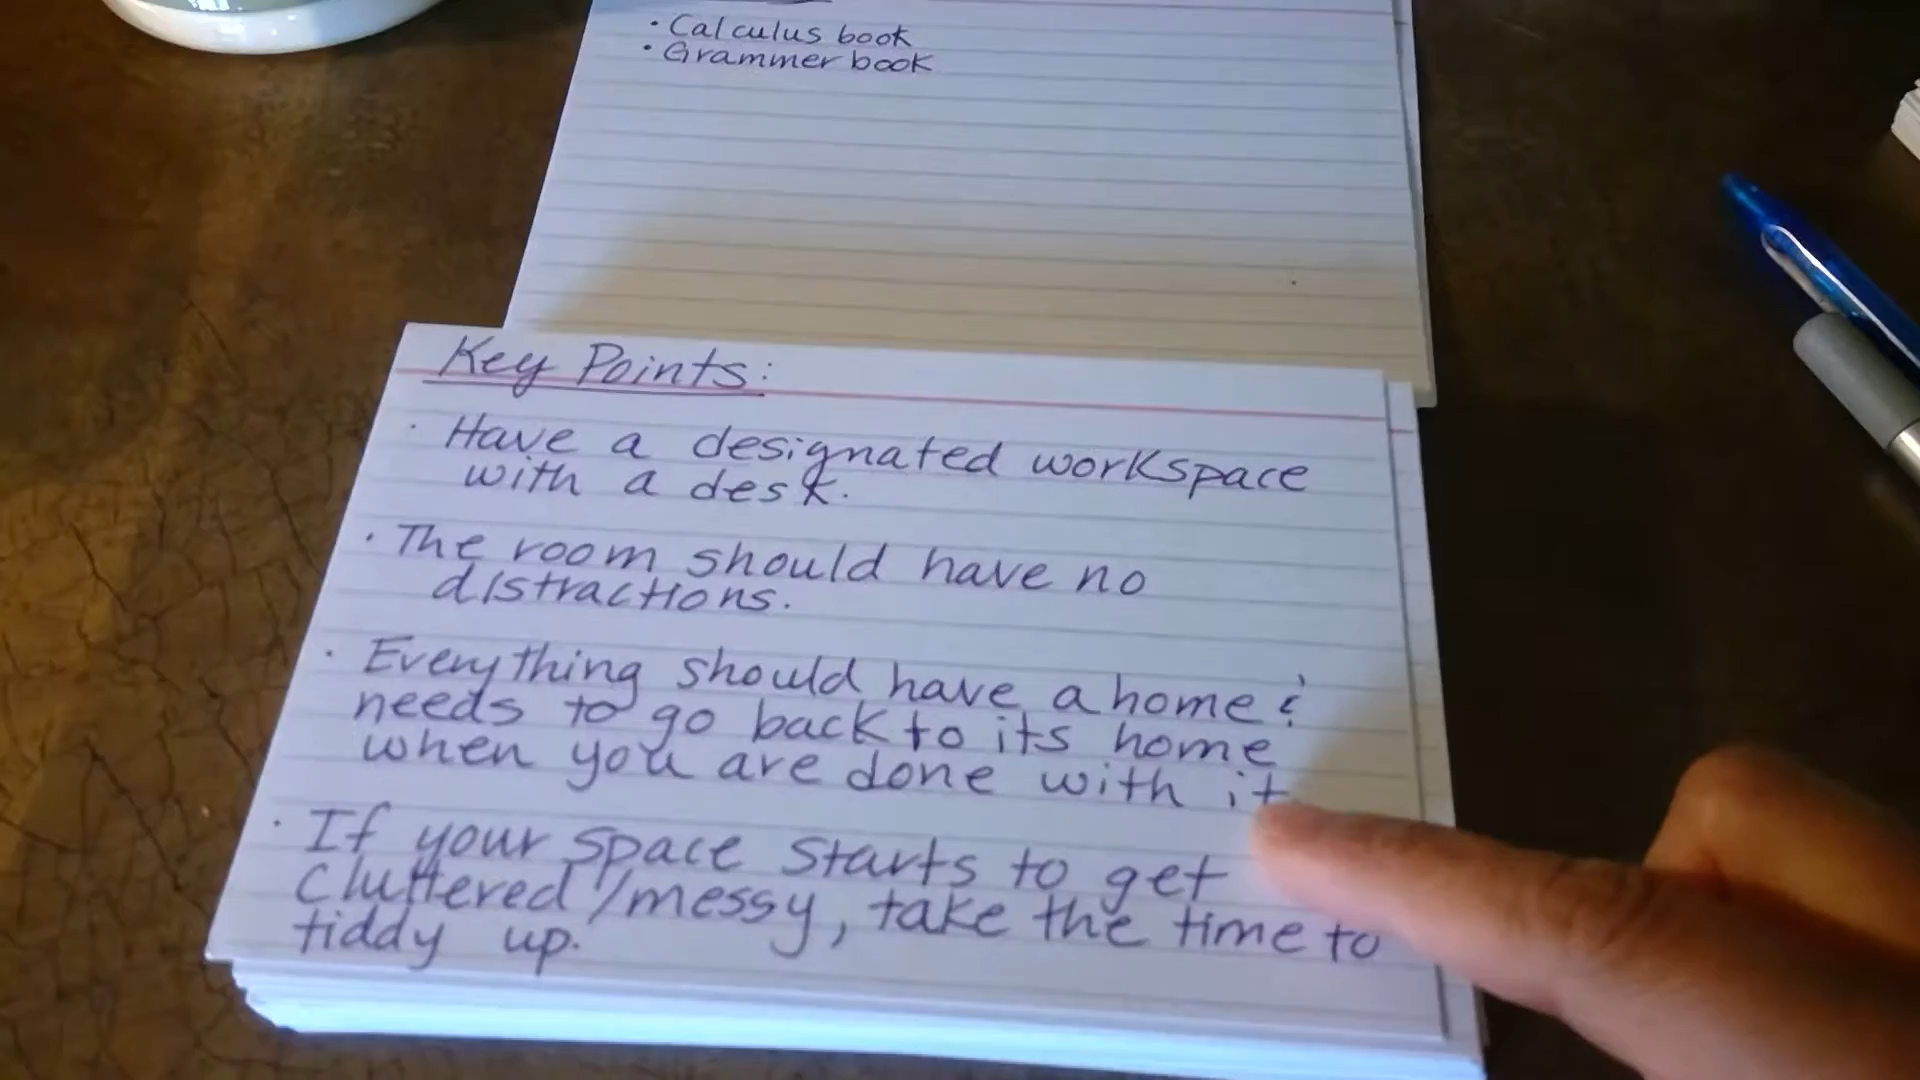 • Calculus book
• Grammer book
Key Points:
• Have a designated workspace
with a desk.
• The room should have no
distractions.
• Everything should have a home &
needs to go back to its home
when you are done with it
• If your space starts to get
cluttered/messy, take the time to
tiddy up.